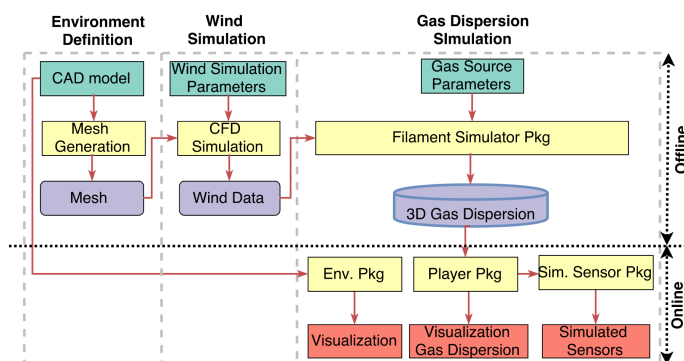 Environment
Definition
Wind
Simulation
Gas Dispersion
SImulation
CAD model
Wind Simulation
Parameters
Gas Source
Parameters
Mesh
Generation
CFD
Simulation
Filament Simulator Pkg
Mesh
Wind Data
3D Gas Dispersion
Offline
Env. Pkg
Player Pkg
Sim. Sensor Pkg
Visualization
Visualization
Gas Dispersion
Simulated
Sensors
Online